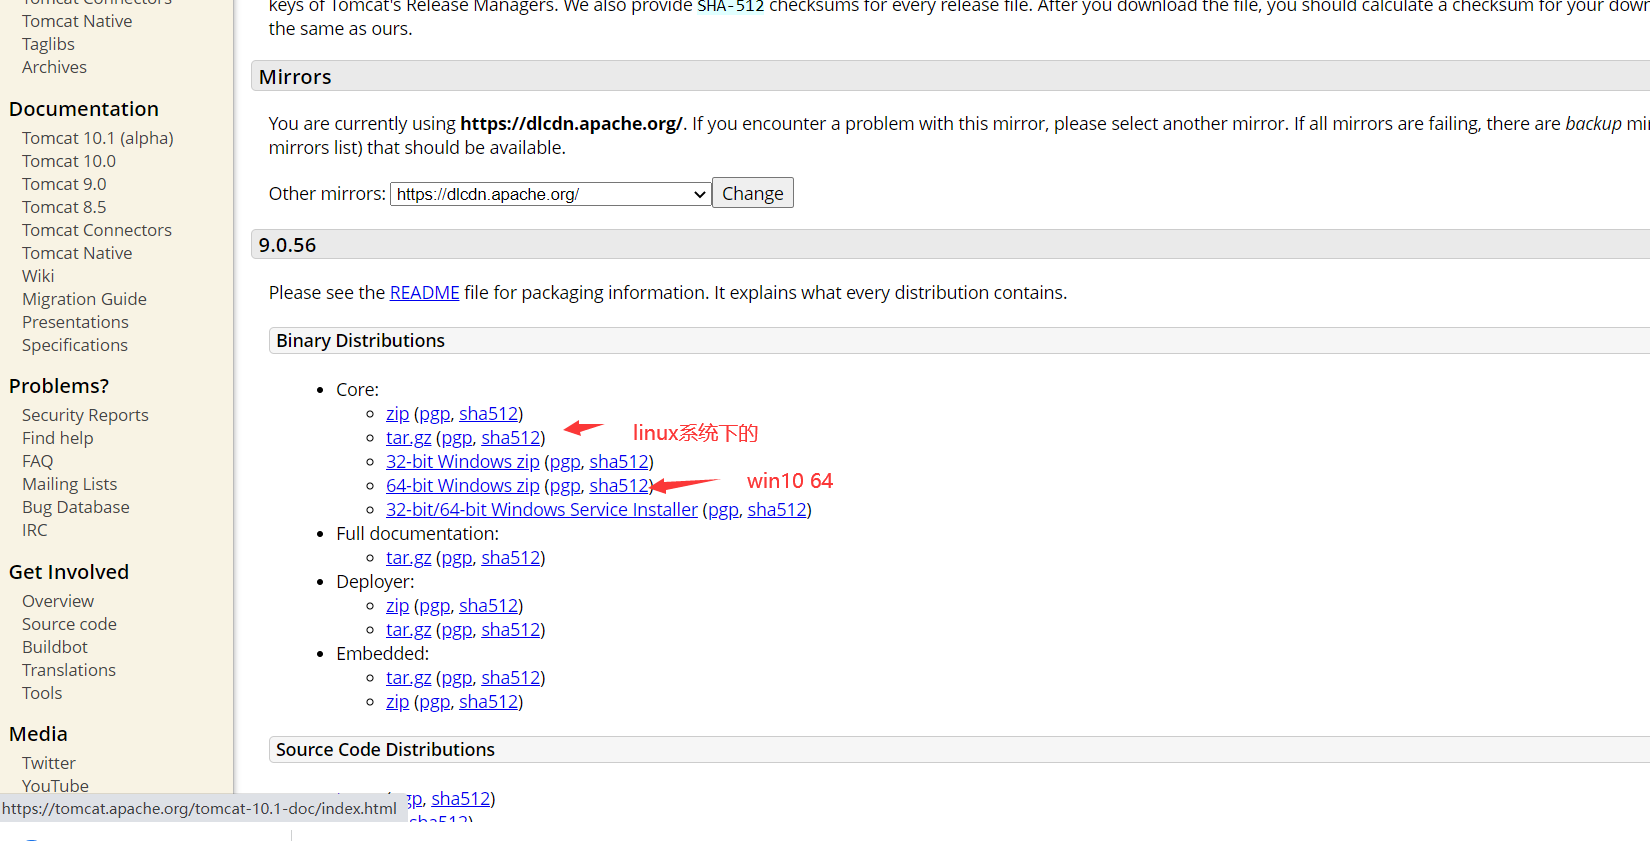 Tomcat Native
Taglibs
Archives
Documentation
Tomcat 10.1 (alpha)
Tomcat 10.0
Tomcat 9.0
Tomcat 8.5
Tomcat Connectors
Tomcat Native
Wiki
Migration Guide
Presentations
Specifications
Problems?
Security Reports
Find help
FAQ
Mailing Lists
Bug Database
IRC
Get Involved
Overview
Source code
Buildbot
Translations
Tools
Media
Twitter
YouTube
https://tomcat.apache.org/tomcat-10.1-doc/index.html
keys of Tomcat's Release Managers. We also provide SHA-512 checksums for every release file. After you download the file, you should calculate a checksum for your
the same as ours.
Mirrors
You are currently using https://dlcdn.apache.org/. If you encounter a problem with this mirror, please select another mirror. If all mirrors are failing, there are backup
mirrors list) that should be available.
Other mirrors: https://dlcdn.apache.org/ Change
9.0.56
Please see the README file for packaging information. It explains what every distribution contains.
Binary Distributions
• Core:
zip (pgp, sha512)
tar.gz (pgp, sha512) linux系统下的
32-bit Windows zip (pgp, sha512)
64-bit Windows zip (pgp, sha512) win10 64
32-bit/64-bit Windows Service Installer (pgp, sha512)
• Full documentation:
tar.gz (pgp, sha512)
• Deployer:
zip (pgp, sha512)
tar.gz (pgp, sha512)
• Embedded:
tar.gz (pgp, sha512)
zip (pgp, sha512)
Source Code Distributions
sha512)